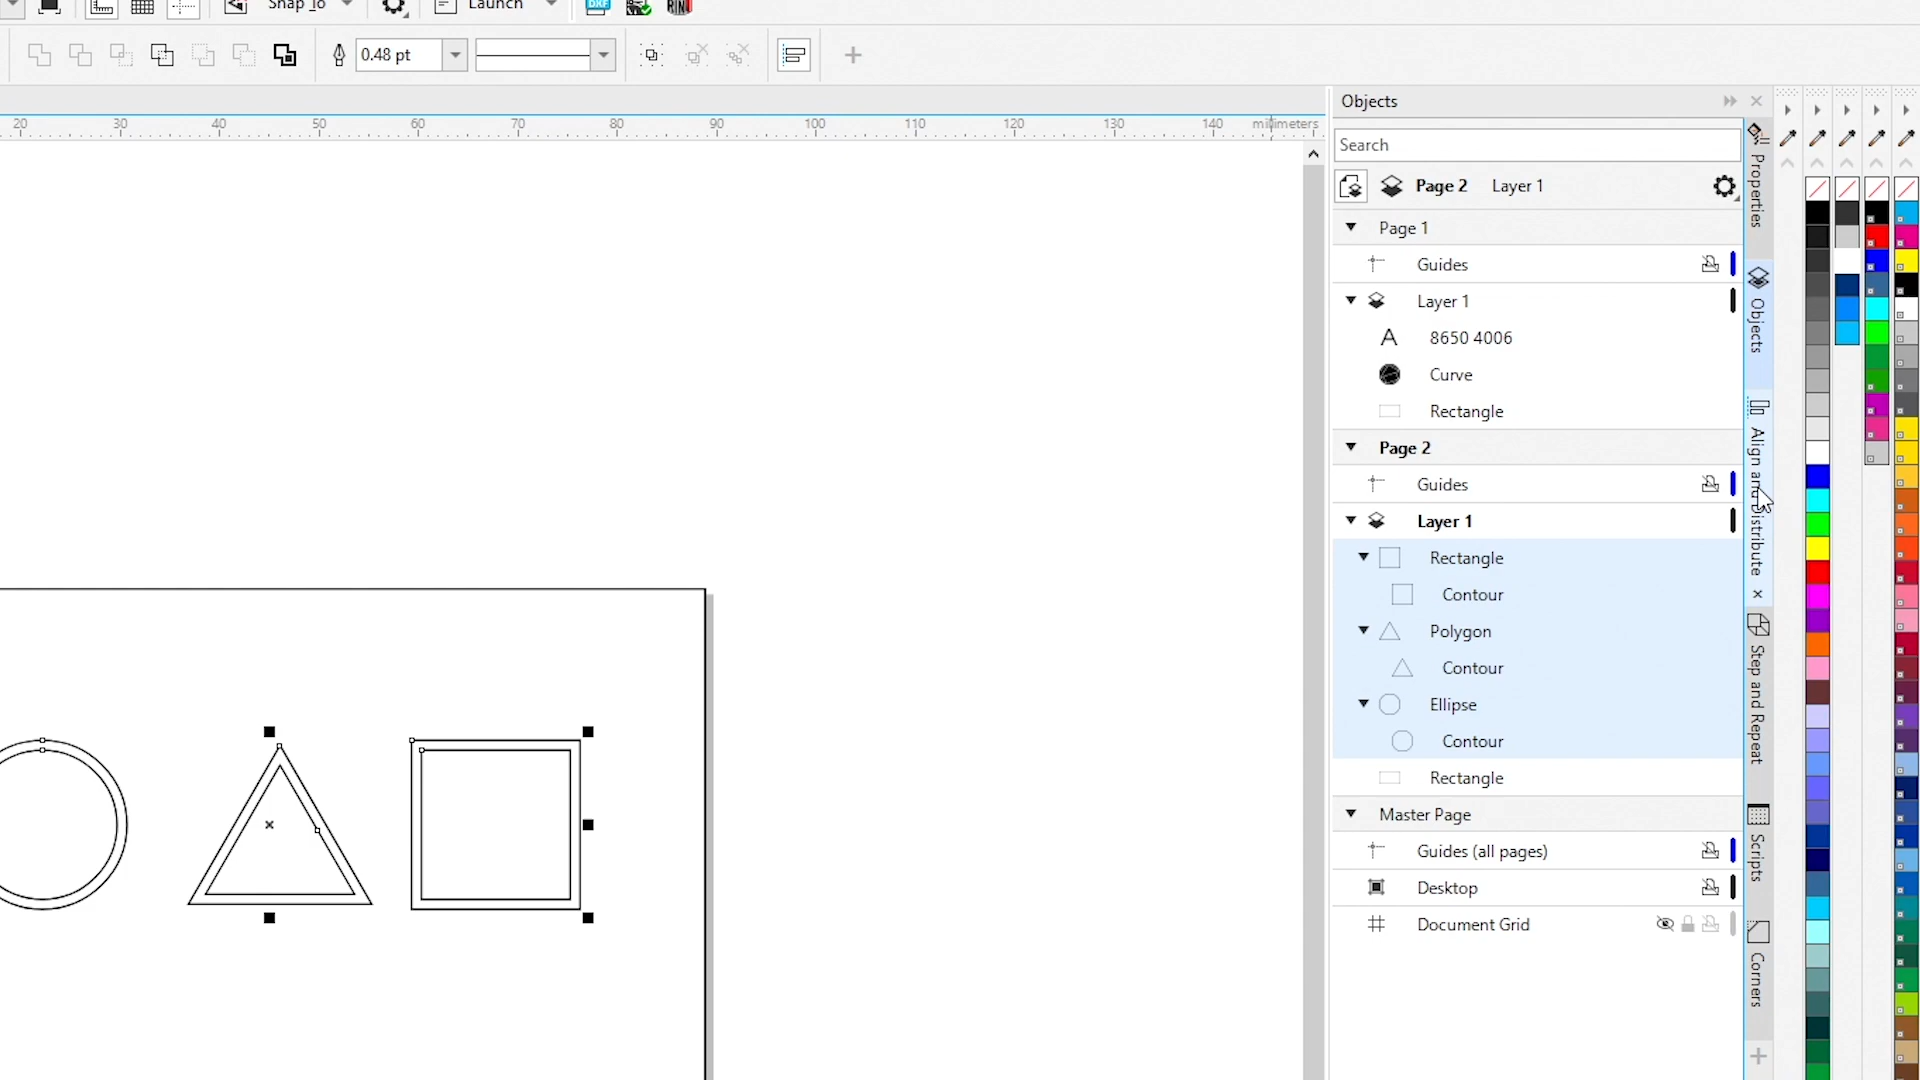 Snap To
Launch
0.48 pt
20 30 40 50 60 70 80 90 100 110 120 130 140 millimeters
Objects
Search
Page 2 Layer 1
Page 1
Guides
Layer 1
8650 4006
Curve
Rectangle
Page 2
Guides
Layer 1
Rectangle
Contour
Polygon
Contour
Ellipse
Contour
Rectangle
Master Page
Guides (all pages)
Desktop
Document Grid
Properties
Objects
Align and Distribute
Step and Repeat
Scripts
Corners
DXF